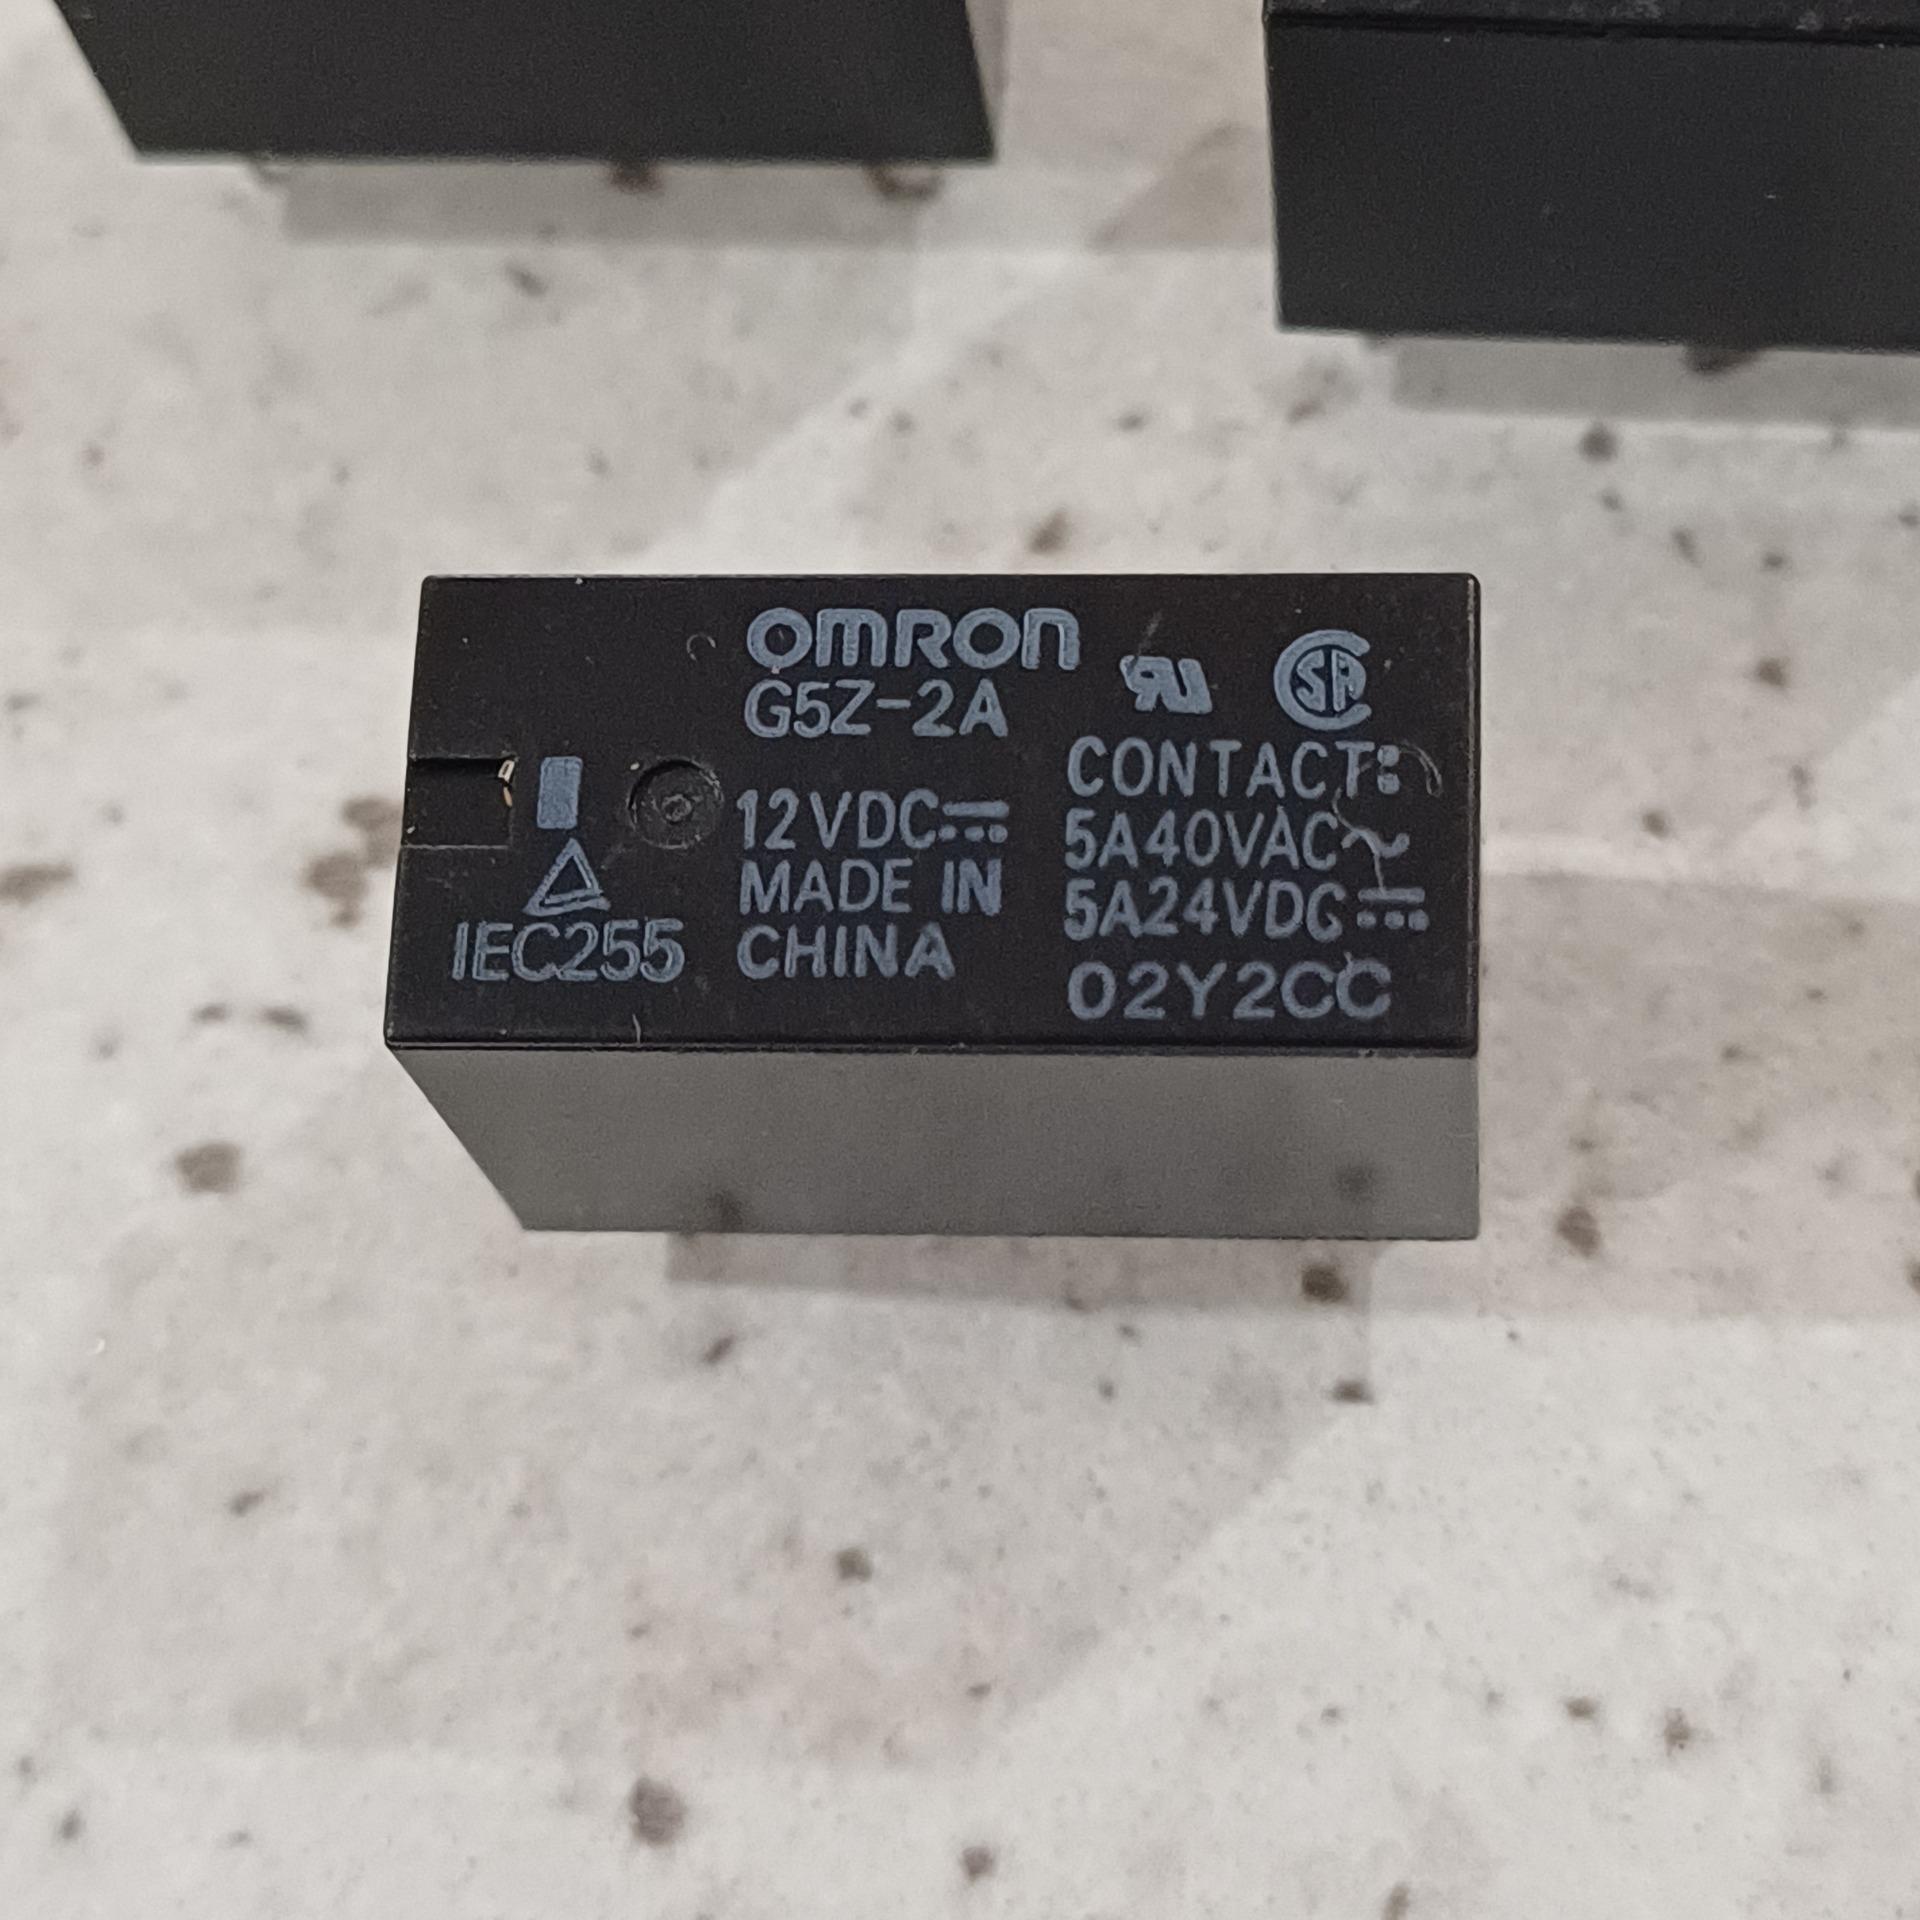 OMRON
G5Z-2A
12VDC⎓
MADE IN
CHINA
IEC255
CONTACT:
5A40VAC~
5A24VDC⎓
02Y2CC